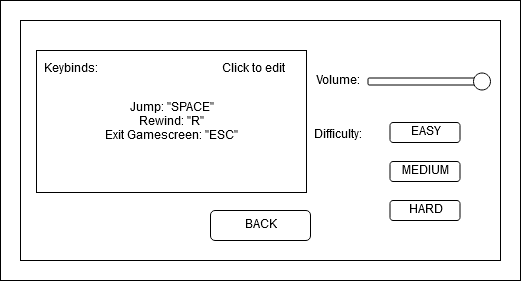 Keybinds:
Click to edit
Jump: "SPACE"
Rewind: "R"
Exit Gamescreen: "ESC"
Volume:
Difficulty:
EASY
MEDIUM
HARD
BACK